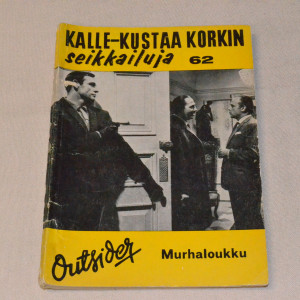 KALLE-KUSTAA KORKIN
seikkailuja 62
Outsider Murhaloukku